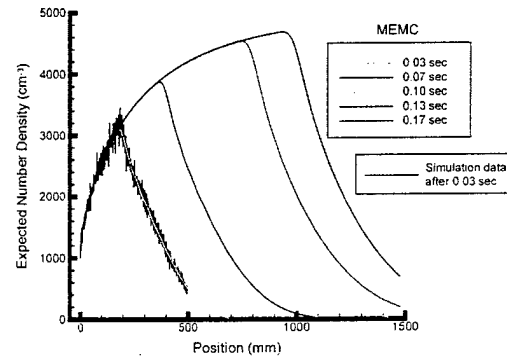 MEMC
0 03 sec
0.07 sec
0.10 sec
0.13 sec
0.17 sec
Simulation data
after 0 03 sec
Expected Number Density (cm⁻³)
5000
4000
3000
2000
1000
0
0
500
1000
1500
Position (mm)